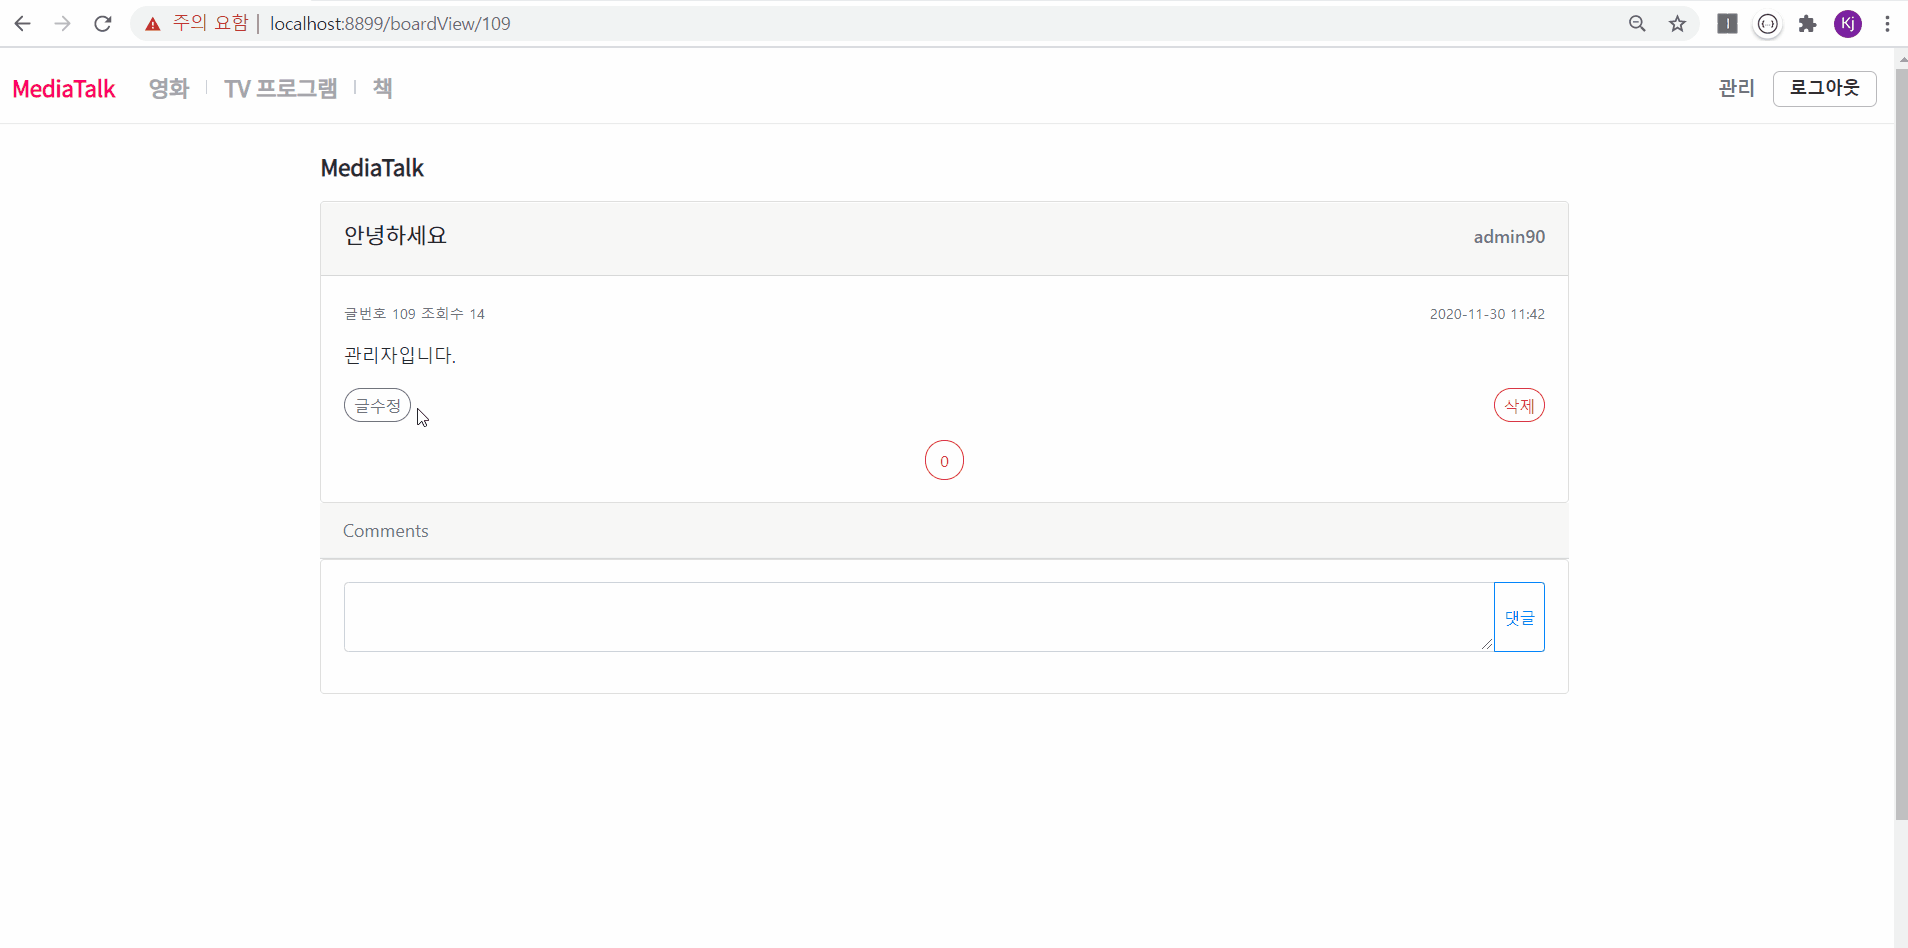 주의 요함 | localhost:8899/boardView/109 Kj
MediaTalk 영화 | TV 프로그램 | 책 관리 로그아웃
MediaTalk
안녕하세요 admin90
글번호 109 조회수 14 2020-11-30 11:42
관리자입니다.
글수정 삭제
0
Comments
댓글